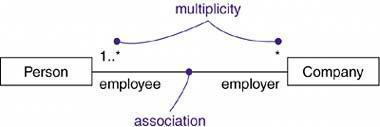 multiplicity
1..* *
Person Company
employee employer
association